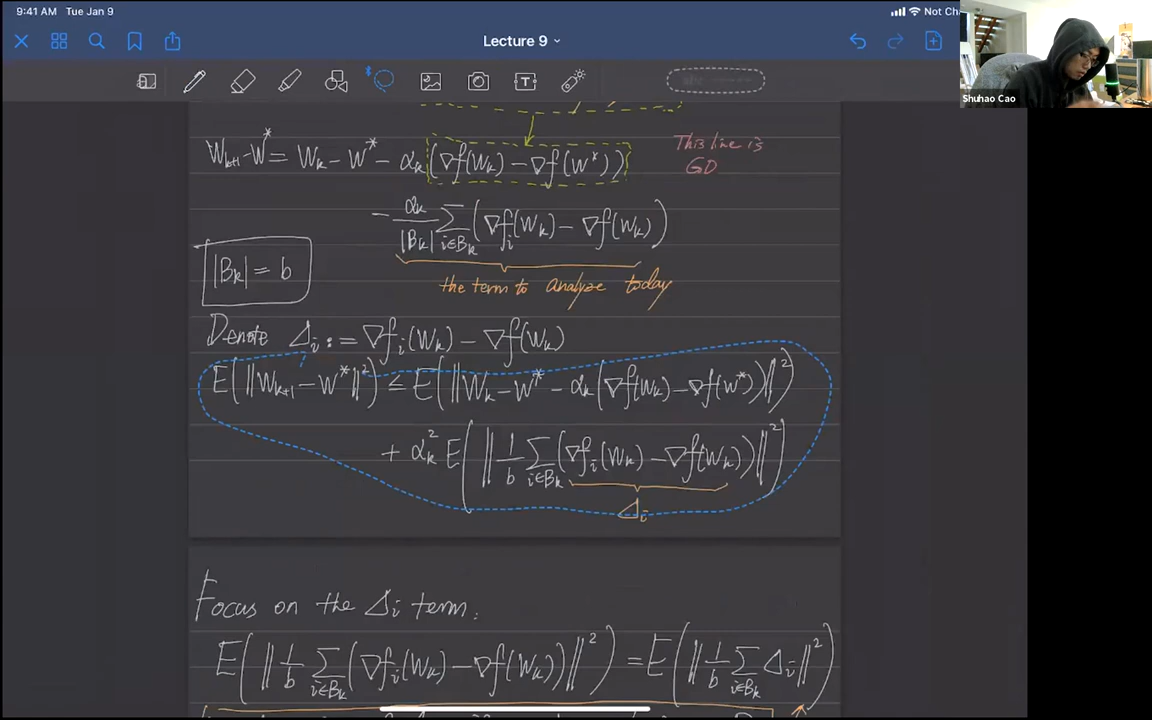 9:41 AM Tue Jan 9
Not Ch
Lecture 9
Shuhao Cao
W_{k+1} - W^* = W_k - W^* - α_k (∇f(W_k) - ∇f(W^*))
This line is
GD
- α_k/|B_k| Σ_{i∈B_k} (∇f_i(W_k) - ∇f(W_k))
|B_k| = b
the term to analyze today
Denote Δ_i := ∇f_i(W_k) - ∇f(W_k)
E(‖W_{k+1} - W^*‖²) ≤ E(‖W_k - W^* - α_k(∇f(W_k) - ∇f(W^*))‖²)
+ α_k² E(‖1/b Σ_{i∈B_k} (∇f_i(W_k) - ∇f(W_k))‖²)
Δ_i
Focus on the Δ_i term.
E(‖1/b Σ_{i∈B_k} (∇f_i(W_k) - ∇f(W_k))‖²) = E(‖1/b Σ_{i∈B_k} Δ_i‖²)